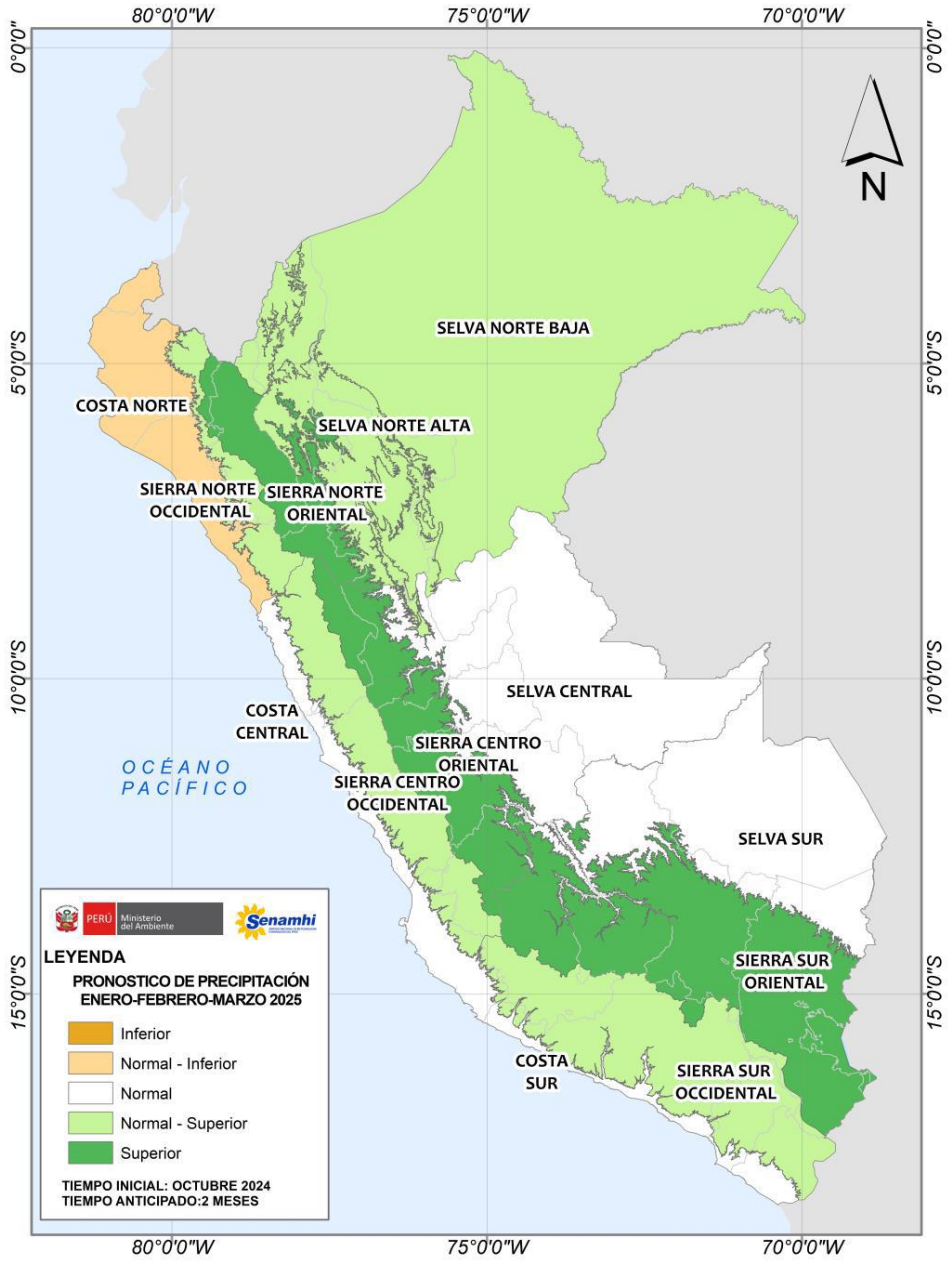 80°0'0"W 75°0'0"W 70°0'0"W
0°0'0" 0°0'0"
N
SELVA NORTE BAJA
5°0'0"S 5°0'0"S
COSTA NORTE
SELVA NORTE ALTA
SIERRA NORTE
OCCIDENTAL
SIERRA NORTE
ORIENTAL
10°0'0"S 10°0'0"S
SELVA CENTRAL
COSTA
CENTRAL
SIERRA CENTRO
ORIENTAL
OCÉANO
PACÍFICO
SIERRA CENTRO
OCCIDENTAL
SELVA SUR
PERÚ
Ministerio
del Ambiente
Senamhi
LEYENDA
PRONOSTICO DE PRECIPITACIÓN
ENERO-FEBRERO-MARZO 2025
Inferior
Normal - Inferior
Normal
Normal - Superior
Superior
TIEMPO INICIAL: OCTUBRE 2024
TIEMPO ANTICIPADO:2 MESES
SIERRA SUR
ORIENTAL
15°0'0"S 15°0'0"S
COSTA
SUR
SIERRA SUR
OCCIDENTAL
80°0'0"W 75°0'0"W 70°0'0"W